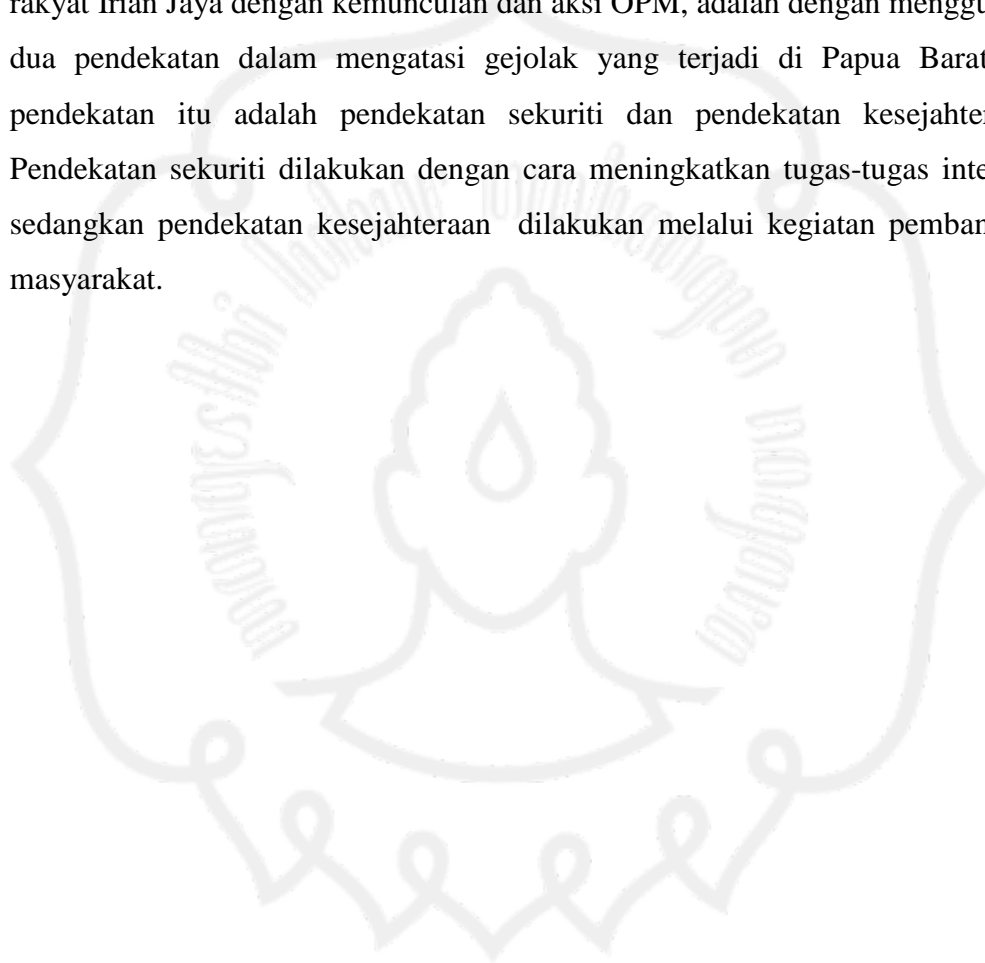 rakyat Irian Jaya dengan kemunculan dan aksi OPM, adalah dengan menggu
dua pendekatan dalam mengatasi gejolak yang terjadi di Papua Barat
pendekatan itu adalah pendekatan sekuriti dan pendekatan kesejahte
Pendekatan sekuriti dilakukan dengan cara meningkatkan tugas-tugas inte
sedangkan pendekatan kesejahteraan dilakukan melalui kegiatan pemban
masyarakat.